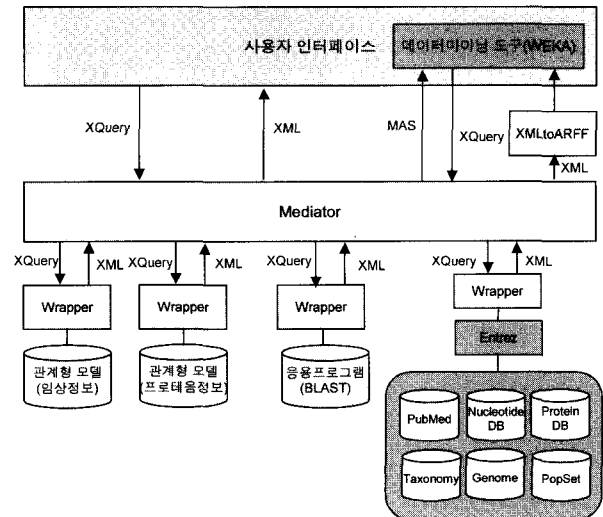 사용자 인터페이스
데이터마이닝 도구(WEKA)
XQuery
XML
MAS
XQuery
XMLtoARFF
XML
Mediator
XQuery
XML
XQuery
XML
XQuery
XML
XQuery
XML
Wrapper
Wrapper
Wrapper
Wrapper
관계형 모델
(임상정보)
관계형 모델
(프로테움정보)
응용프로그램
(BLAST)
Entrez
PubMed
Nucleotide
DB
Protein
DB
Taxonomy
Genome
PopSet